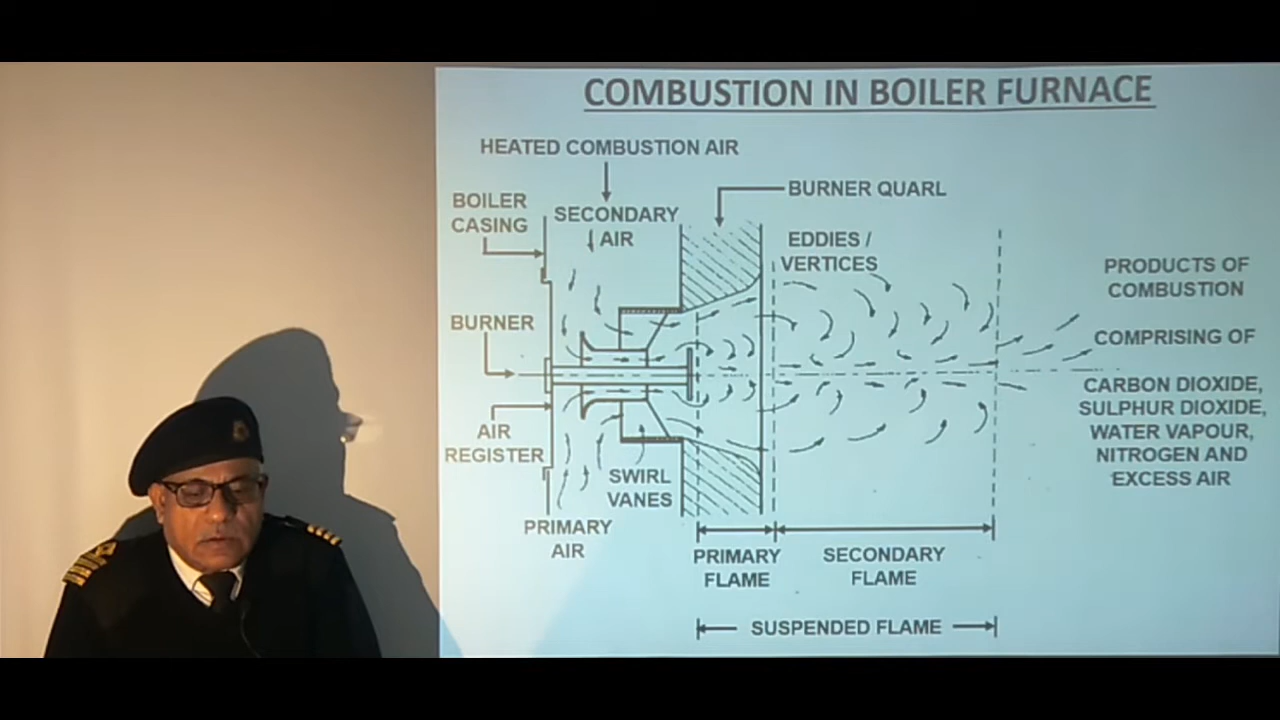 COMBUSTION IN BOILER FURNACE
HEATED COMBUSTION AIR
BURNER QUARL
BOILER
CASING
SECONDARY
AIR
EDDIES /
VERTICES
PRODUCTS OF
COMBUSTION
BURNER
COMPRISING OF
CARBON DIOXIDE,
SULPHUR DIOXIDE,
WATER VAPOUR,
NITROGEN AND
EXCESS AIR
AIR
REGISTER
SWIRL
VANES
PRIMARY
AIR
PRIMARY
FLAME
SECONDARY
FLAME
SUSPENDED FLAME